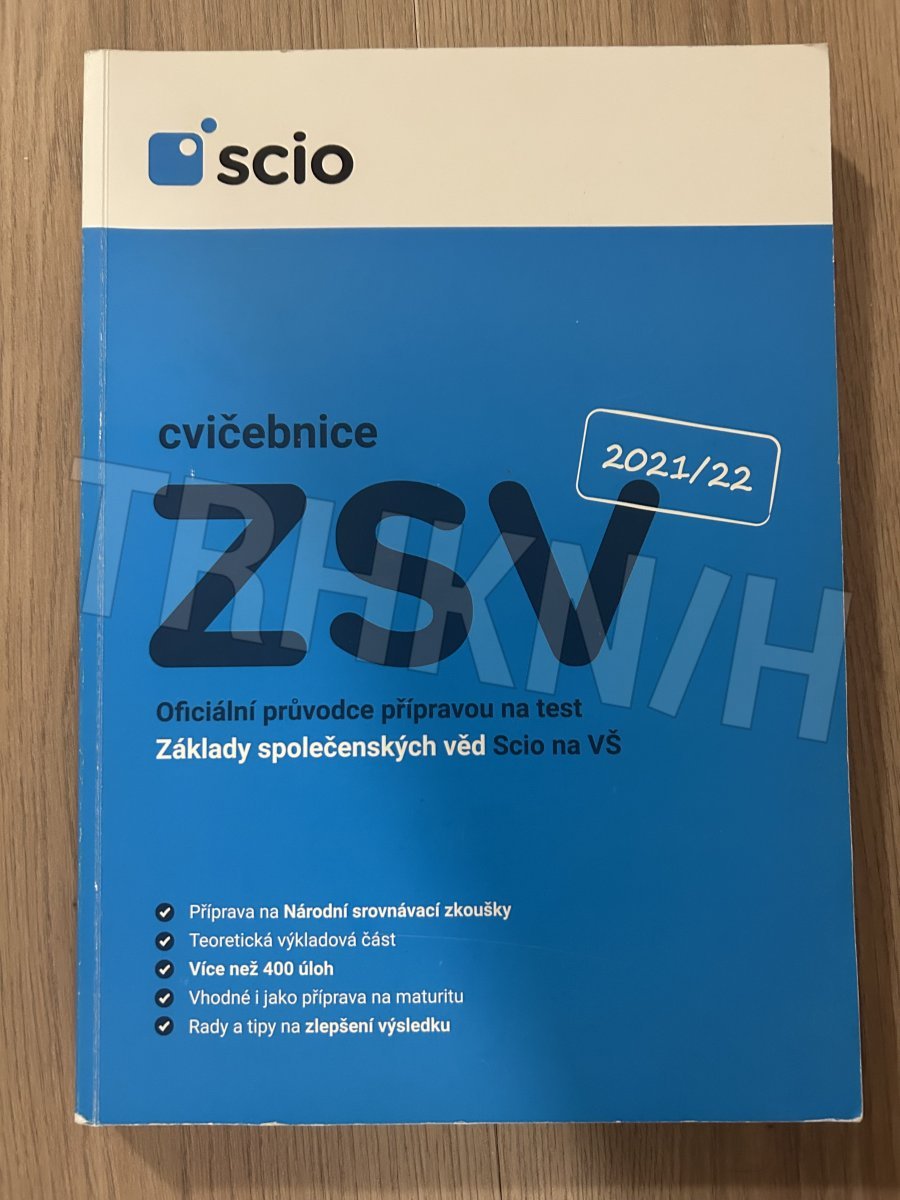 scio
cvičebnice
2021/22
ZSV
TRHKNIH
Oficiální průvodce přípravou na test
Základy společenských věd Scio na VŠ
Příprava na Národní srovnávací zkoušky
Teoretická výkladová část
Více než 400 úloh
Vhodné i jako příprava na maturitu
Rady a tipy na zlepšení výsledku